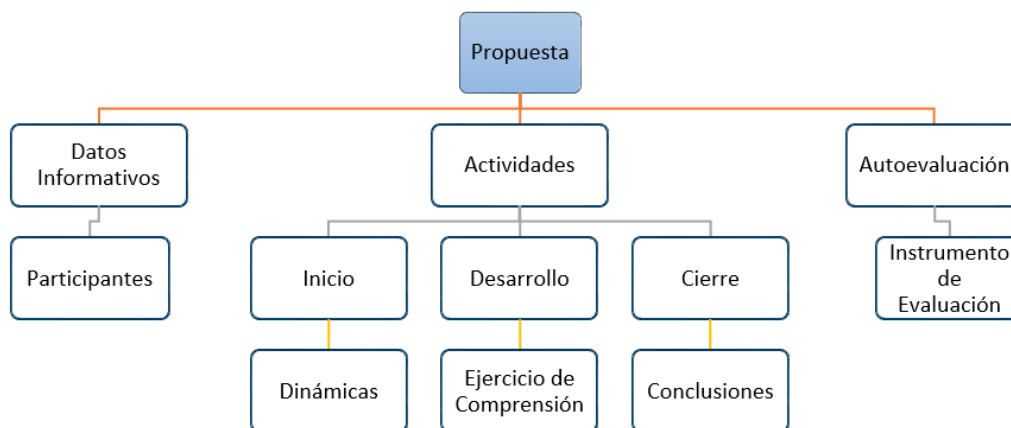 Propuesta
Datos
Informativos
Actividades
Autoevaluación
Participantes
Inicio
Desarrollo
Cierre
Instrumento
de
Evaluación
Dinámicas
Ejercicio de
Comprensión
Conclusiones